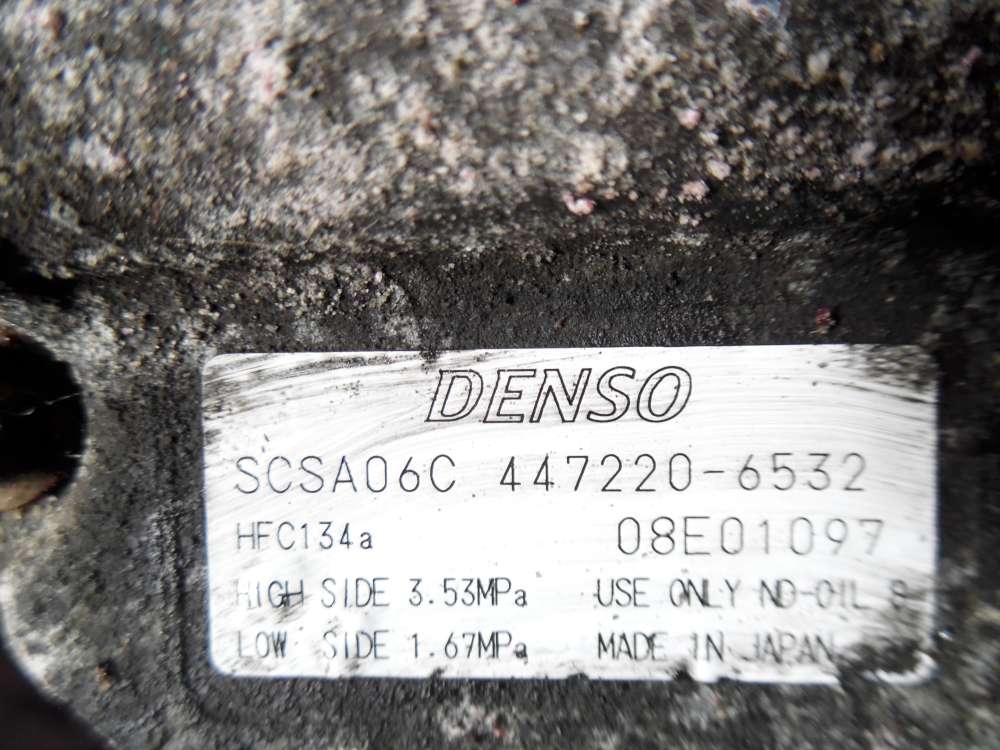 DENSO
SCSA06C 447220-6532
HFC134a 08E01097
HIGH SIDE 3.53MPa USE ONLY ND-OIL
LOW SIDE 1.67MPa MADE IN JAPAN